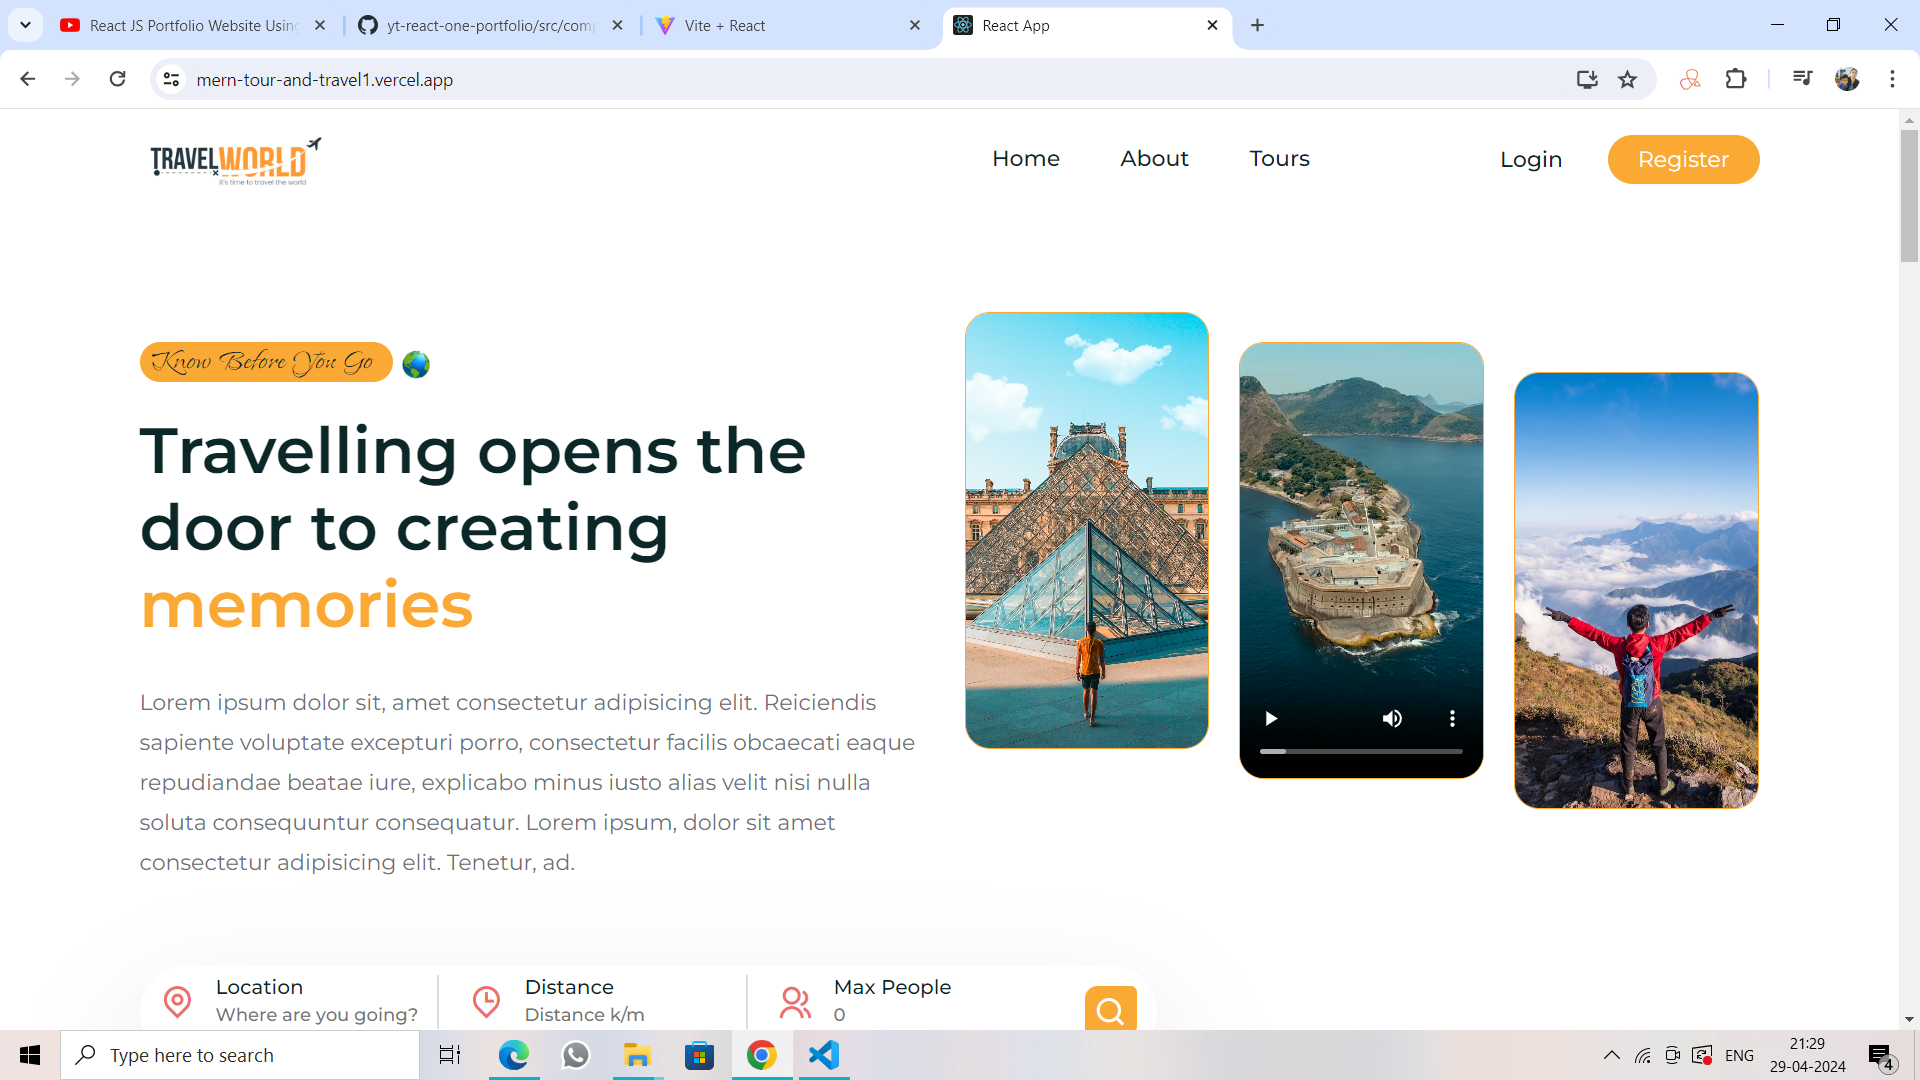 React JS Portfolio Website Using
yt-react-one-portfolio/src/comp
Vite + React
React App
mern-tour-and-travel1.vercel.app
TRAVELWORLD
it's time to travel the world
Home
About
Tours
Login
Register
Know Before You Go
Travelling opens the
door to creating
memories
Lorem ipsum dolor sit, amet consectetur adipisicing elit. Reiciendis
sapiente voluptate excepturi porro, consectetur facilis obcaecati eaque
repudiandae beatae iure, explicabo minus iusto alias velit nisi nulla
soluta consequuntur consequatur. Lorem ipsum, dolor sit amet
consectetur adipisicing elit. Tenetur, ad.
Location
Where are you going?
Distance
Distance k/m
Max People
0
Type here to search
ENG
21:29
29-04-2024
4